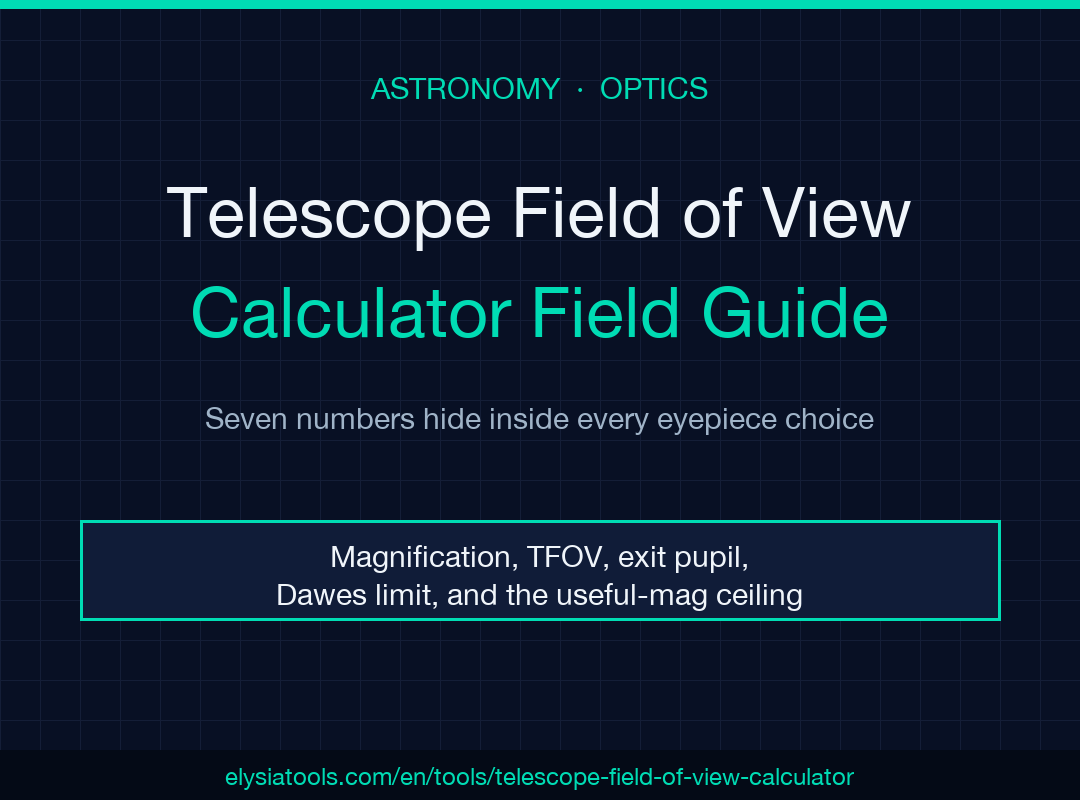 ASTRONOMY · OPTICS
Telescope Field of View
Calculator Field Guide
Seven numbers hide inside every eyepiece choice
Magnification, TFOV, exit pupil,
Dawes limit, and the useful-mag ceiling
elysiatools.com/en/tools/telescope-field-of-view-calculator